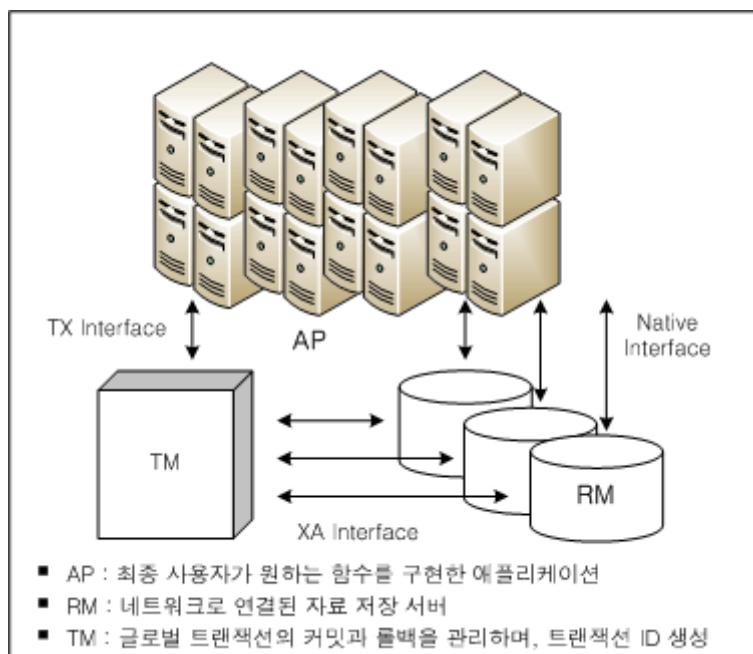 TX Interface
AP
Native
Interface
TM
RM
XA Interface
■ AP : 최종 사용자가 원하는 함수를 구현한 애플리케이션
■ RM : 네트워크로 연결된 자료 저장 서버
■ TM : 글로벌 트랜잭션의 커밋과 롤백을 관리하며, 트랜잭션 ID 생성